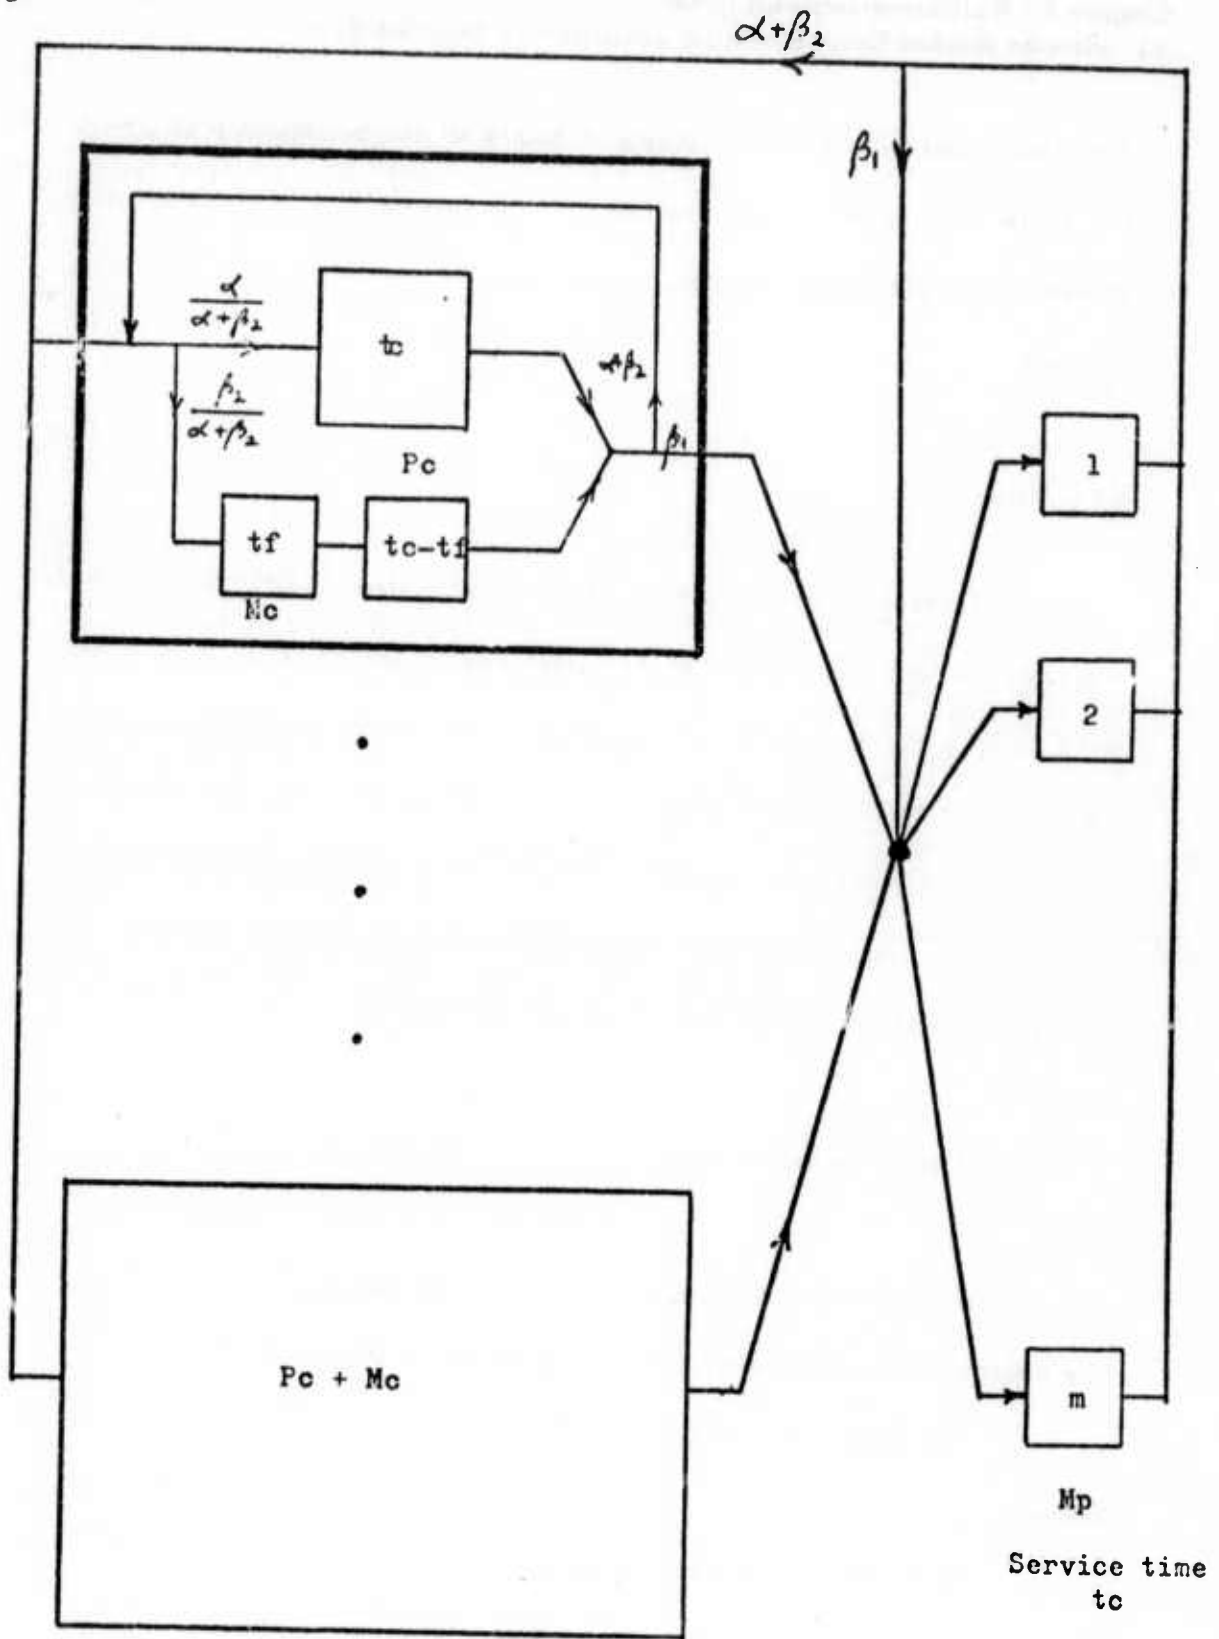 α+β₂
β₁
α
α+β₂
β₂
α+β₂
tc
Pc
α+β₂
β₁
tf
tc-tf
Mc
1
2
Pc + Mc
m
Mp
Service time
tc